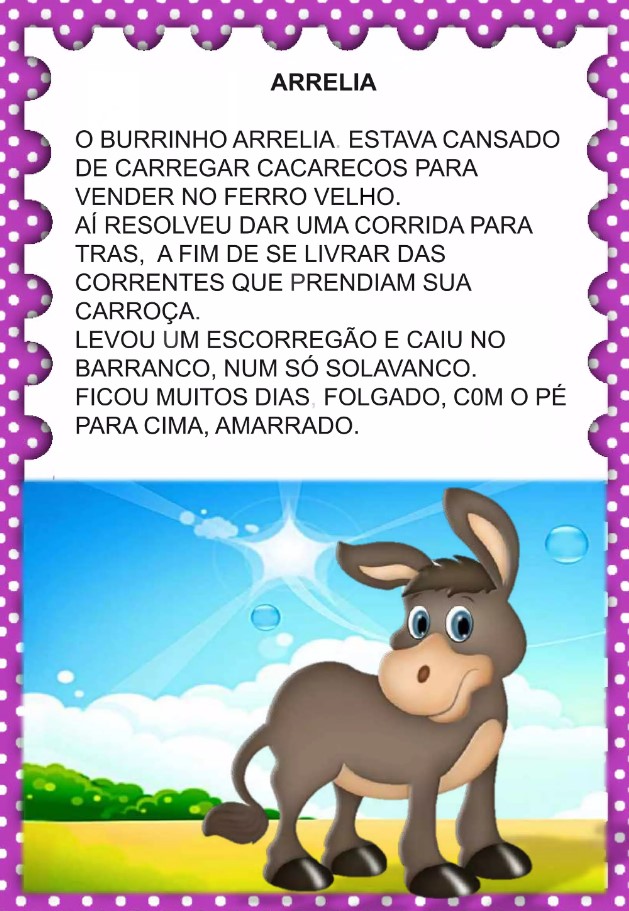 ARRELIA
O BURRINHO ARRELIA. ESTAVA CANSADO
DE CARREGAR CACARECOS PARA
VENDER NO FERRO VELHO.
AÍ RESOLVEU DAR UMA CORRIDA PARA
TRAS, A FIM DE SE LIVRAR DAS
CORRENTES QUE PRENDIAM SUA
CARROÇA.
LEVOU UM ESCORREGÃO E CAIU NO
BARRANCO, NUM SÓ SOLAVANCO.
FICOU MUITOS DIAS, FOLGADO, C0M O PÉ
PARA CIMA, AMARRADO.